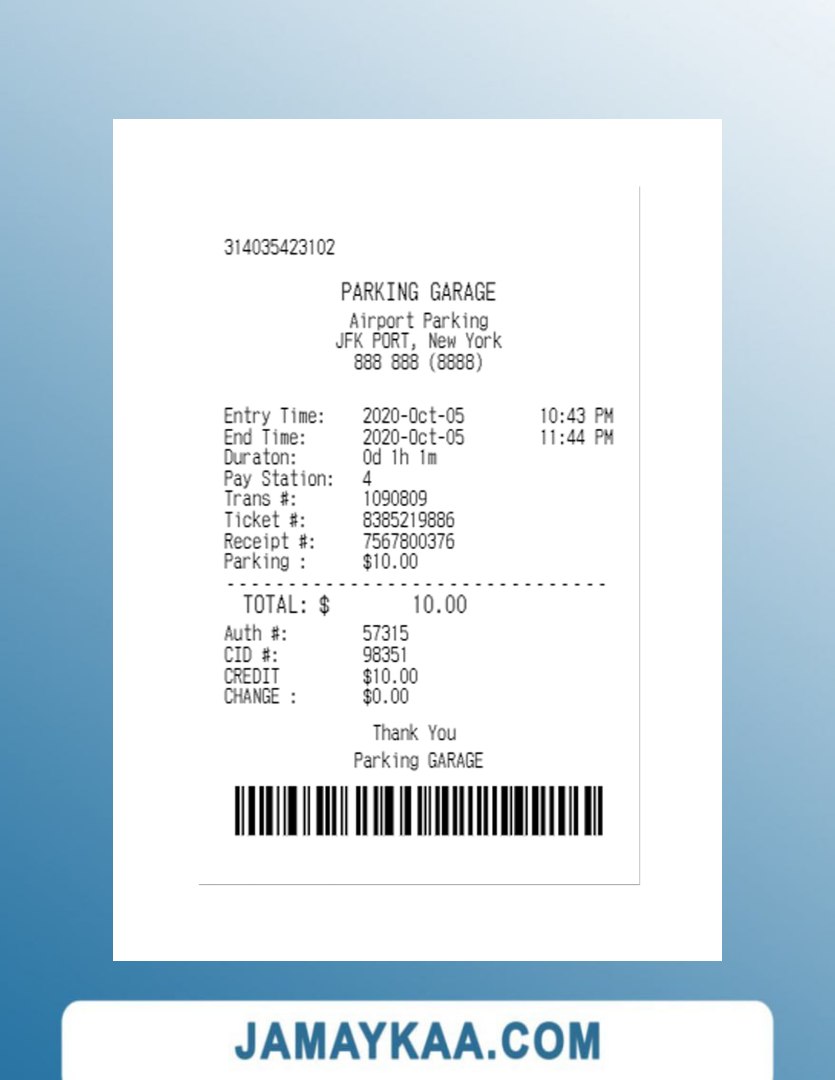 314035423102
PARKING GARAGE
Airport Parking
JFK PORT, New York
888 888 (8888)
Entry Time: 2020-Oct-05 10:43 PM
End Time: 2020-Oct-05 11:44 PM
Duraton: 0d 1h 1m
Pay Station: 4
Trans #: 1090809
Ticket #: 8385219886
Receipt #: 7567800376
Parking : $10.00
TOTAL: $ 10.00
Auth #: 57315
CID #: 98351
CREDIT $10.00
CHANGE : $0.00
Thank You
Parking GARAGE
JAMAYKAA.COM